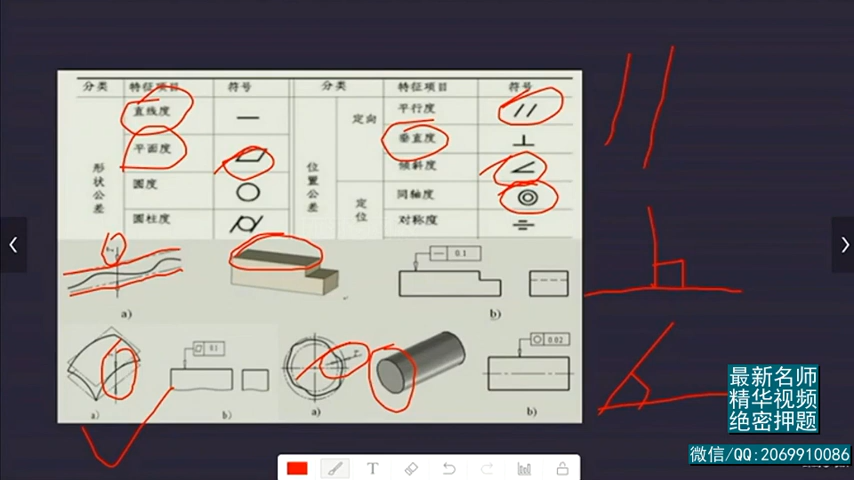 分类 特征项目 符号 分类 特征项目 符号
直线度 平行度
定向
平面度 垂直度
形状公差 位置公差 倾斜度
圆度 同轴度
定位
圆柱度 对称度
0.1
a) b)
0.1 0.02
a) b) a) b)
最新名师
精华视频
绝密押题
微信/QQ:2069910086
T